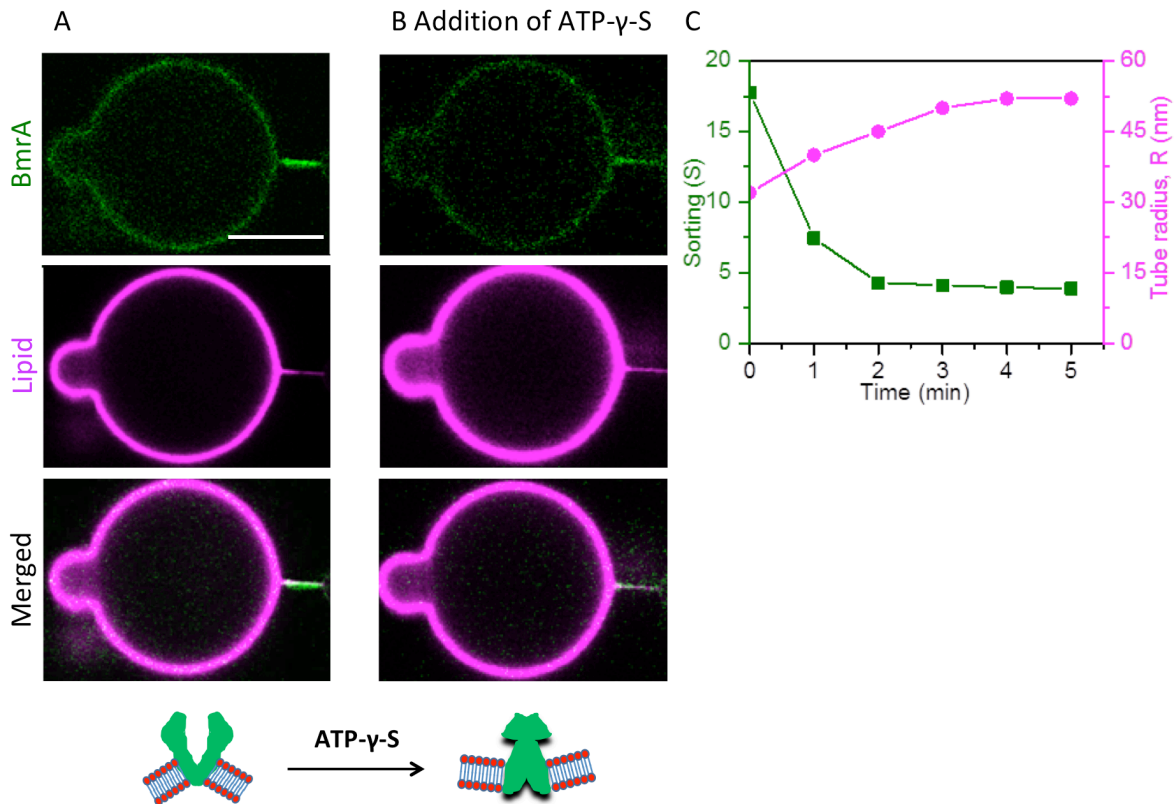 A
B Addition of ATP-γ-S
C
BmrA
Lipid
Merged
20
15
10
5
0
Sorting (S)
60
45
30
15
0
Tube radius, R (nm)
0 1 2 3 4 5
Time (min)
ATP-γ-S